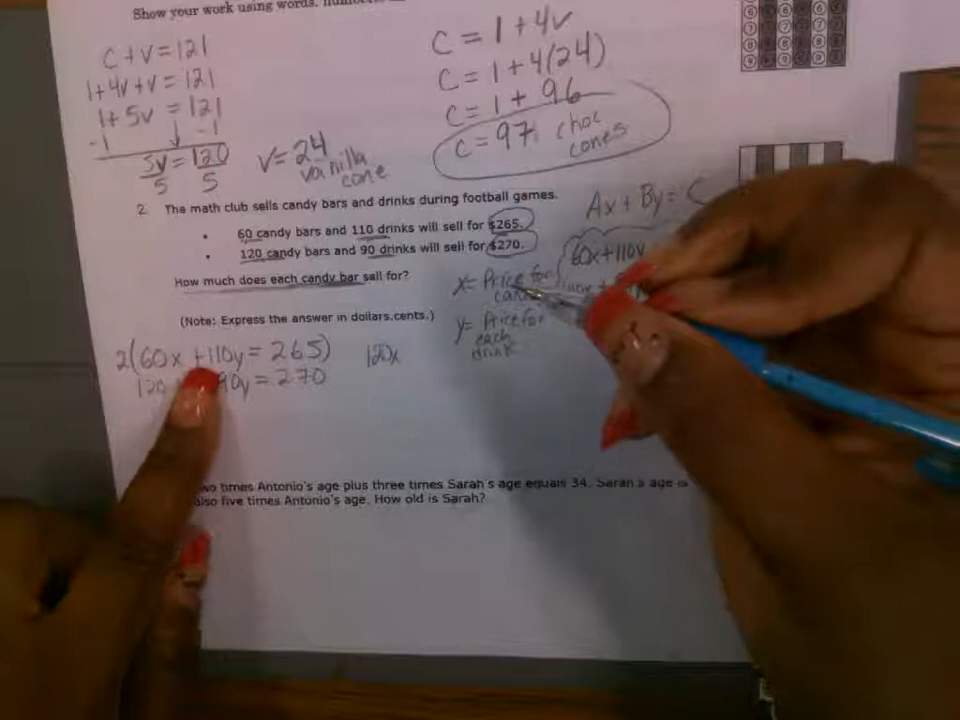 Show your work using words,
C + V = 121
1 + 4V + V = 121
1 + 5V = 121
-1 -1
5V = 120
5 5
V = 24
vanilla
cone
C = 1 + 4V
C = 1 + 4(24)
C = 1 + 96
C = 97 choc
cones
2. The math club sells candy bars and drinks during football games.
• 60 candy bars and 110 drinks will sell for $265.
• 120 candy bars and 90 drinks will sell for $270.
How much does each candy bar sell for?
(Note: Express the answer in dollars.cents.)
Ax + By = C
60x + 110y
x = Price for
y = Price for
each
drink
2(60x + 110y = 265)
120 90y = 270
120x
two times Antonio's age plus three times Sarah's age equals 34. Sarah's age is
also five times Antonio's age. How old is Sarah?